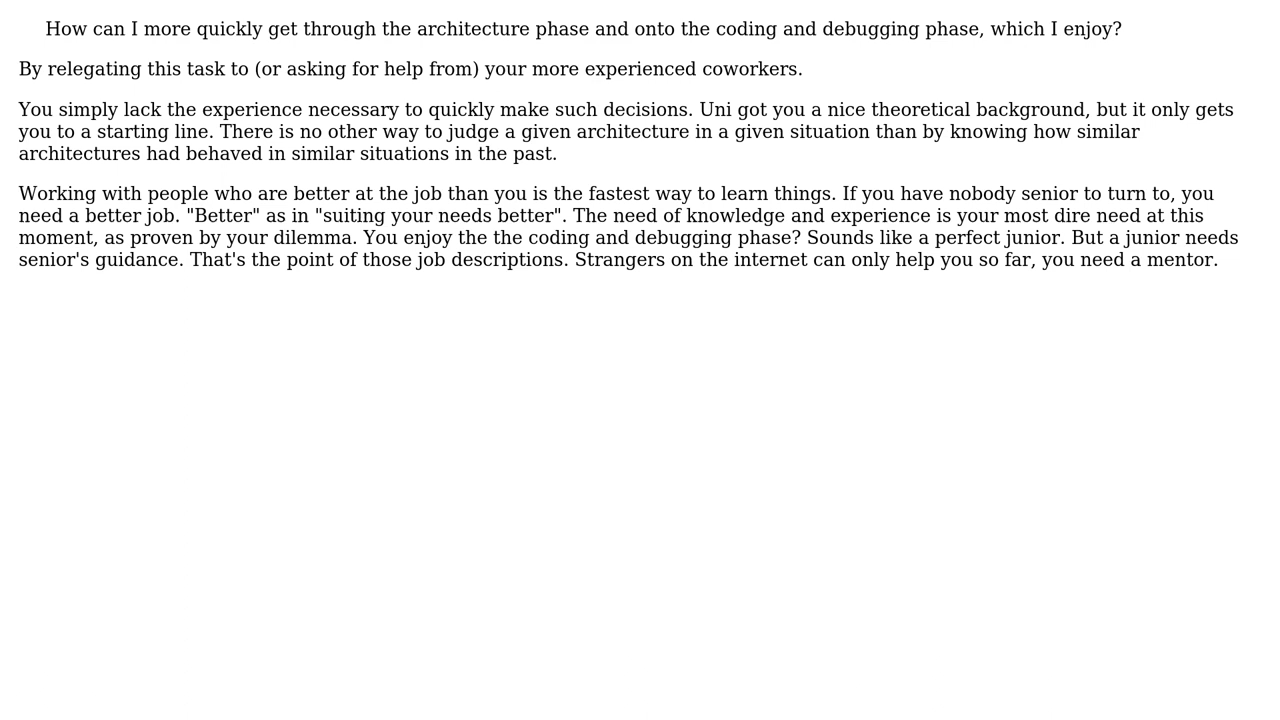 How can I more quickly get through the architecture phase and onto the coding and debugging phase, which I enjoy?
By relegating this task to (or asking for help from) your more experienced coworkers.
You simply lack the experience necessary to quickly make such decisions. Uni got you a nice theoretical background, but it only gets
you to a starting line. There is no other way to judge a given architecture in a given situation than by knowing how similar
architectures had behaved in similar situations in the past.
Working with people who are better at the job than you is the fastest way to learn things. If you have nobody senior to turn to, you
need a better job. "Better" as in "suiting your needs better". The need of knowledge and experience is your most dire need at this
moment, as proven by your dilemma. You enjoy the the coding and debugging phase? Sounds like a perfect junior. But a junior needs
senior's guidance. That's the point of those job descriptions. Strangers on the internet can only help you so far, you need a mentor.